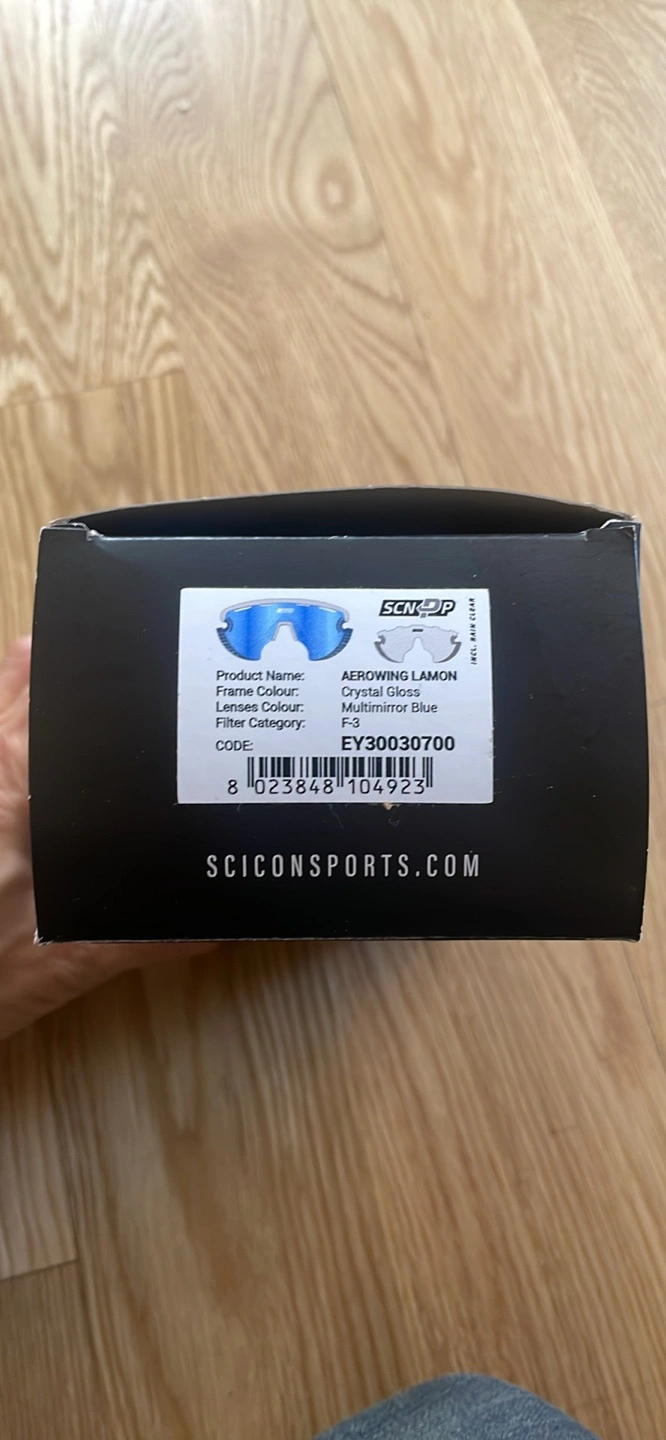 SCNPP
INCL. RAIN CLEAR
Product Name: AEROWING LAMON
Frame Colour: Crystal Gloss
Lenses Colour: Multimirror Blue
Filter Category: F-3
CODE: EY30030700
8 023848 104923
SCICONSPORTS.COM